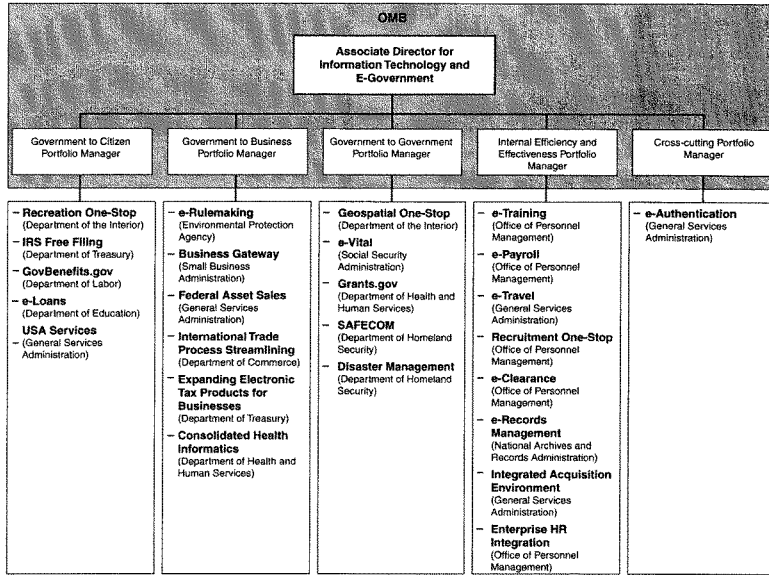 OMB
Associate Director for
Information Technology and
E-Government
Government to Citizen
Portfolio Manager
Government to Business
Portfolio Manager
Government to Government
Portfolio Manager
Internal Efficiency and
Effectiveness Portfolio
Manager
Cross-cutting Portfolio
Manager
– Recreation One-Stop
(Department of the Interior)
– IRS Free Filing
(Department of Treasury)
– GovBenefits.gov
(Department of Labor)
– e-Loans
(Department of Education)
USA Services
– (General Services
Administration)
– e-Rulemaking
(Environmental Protection
Agency)
– Business Gateway
(Small Business
Administration)
– Federal Asset Sales
(General Services
Administration)
– International Trade
Process Streamlining
(Department of Commerce)
– Expanding Electronic
Tax Products for
Businesses
(Department of Treasury)
– Consolidated Health
Informatics
(Department of Health and
Human Services)
– Geospatial One-Stop
(Department of the Interior)
– e-Vital
(Social Security
Administration)
– Grants.gov
(Department of Health and
Human Services)
– SAFECOM
(Department of Homeland
Security)
– Disaster Management
(Department of Homeland
Security)
– e-Training
(Office of Personnel
Management)
– e-Payroll
(Office of Personnel
Management)
– e-Travel
(General Services
Administration)
– Recruitment One-Stop
(Office of Personnel
Management)
– e-Clearance
(Office of Personnel
Management)
– e-Records
Management
(National Archives and
Records Administration)
– Integrated Acquisition
Environment
(General Services
Administration)
– Enterprise HR
Integration
(Office of Personnel
Management)
– e-Authentication
(General Services
Administration)